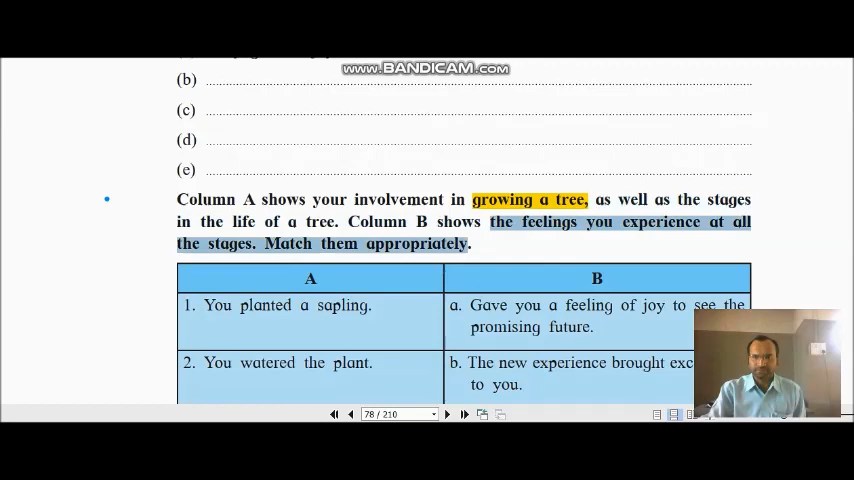 www.BANDICAM.com
(b) ................................................
(c) ................................................
(d) ................................................
(e) ................................................
Column A shows your involvement in growing a tree, as well as the stages
in the life of a tree. Column B shows the feelings you experience at all
the stages. Match them appropriately.
A B
1. You planted a sapling. a. Gave you a feeling of joy to see the
promising future.
2. You watered the plant. b. The new experience brought
to you.
78 / 210